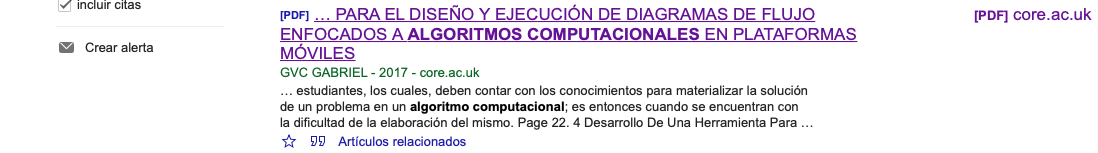 incluir citas
Crear alerta
[PDF] … PARA EL DISEÑO Y EJECUCIÓN DE DIAGRAMAS DE FLUJO
ENFOCADOS A ALGORITMOS COMPUTACIONALES EN PLATAFORMAS
MÓVILES
GVC GABRIEL - 2017 - core.ac.uk
… estudiantes, los cuales, deben contar con los conocimientos para materializar la solución
de un problema en un algoritmo computacional; es entonces cuando se encuentran con
la dificultad de la elaboración del mismo. Page 22. 4 Desarrollo De Una Herramienta Para …
Artículos relacionados
[PDF] core.ac.uk